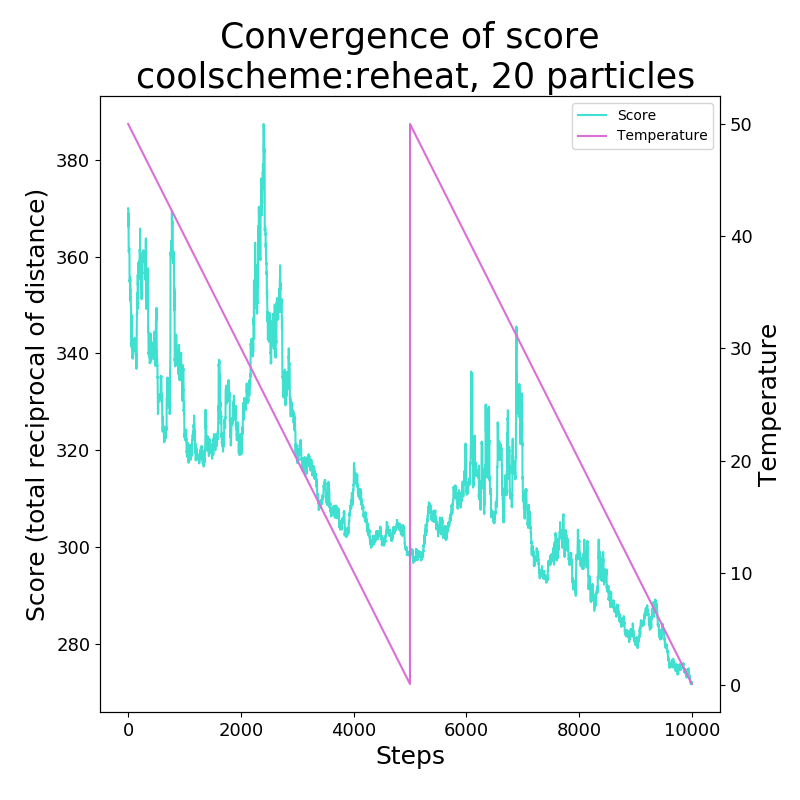 Convergence of score
coolscheme:reheat, 20 particles
Score
Temperature
Score (total reciprocal of distance)
380
360
340
320
300
280
50
40
30
20
10
0
Temperature
0
2000
4000
6000
8000
10000
Steps